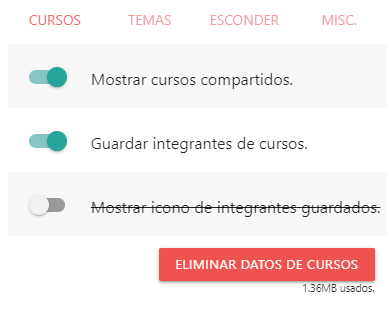 CURSOS TEMAS ESCONDER MISC.
Mostrar cursos compartidos.
Guardar integrantes de cursos.
Mostrar icono de integrantes guardados.
ELIMINAR DATOS DE CURSOS
1.36MB usados.